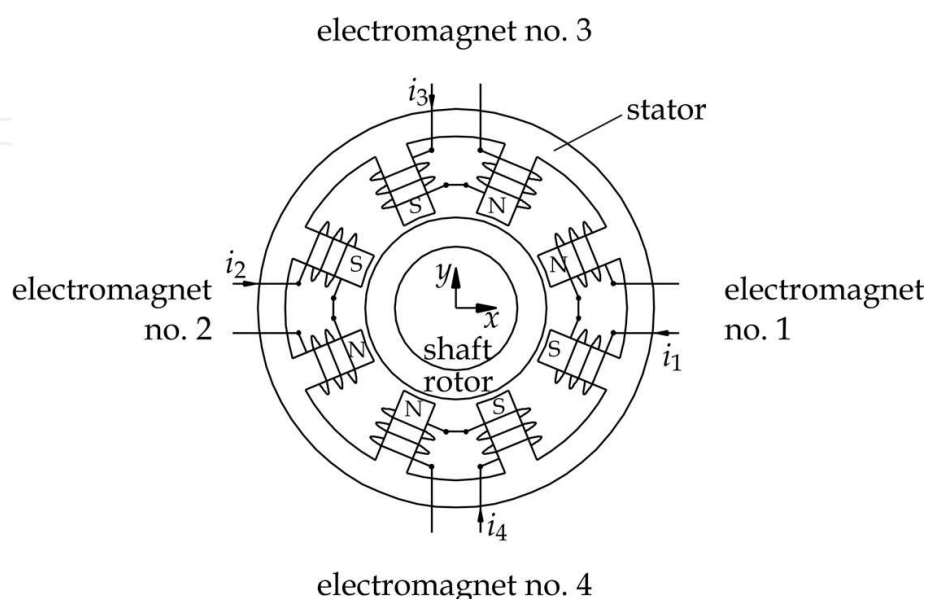 electromagnet no. 3
i3
stator
S
N
i2
S
N
electromagnet
no. 2
electromagnet
no. 1
y
x
N
S
shaft
rotor
i1
N
S
i4
electromagnet no. 4